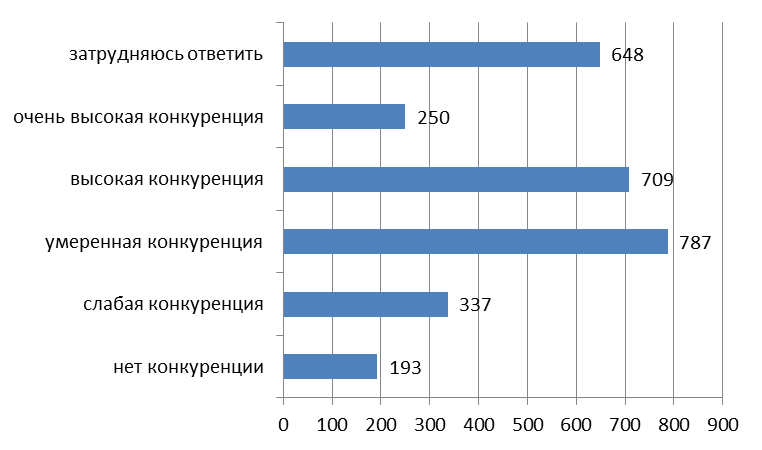 затрудняюсь ответить 648
очень высокая конкуренция 250
высокая конкуренция 709
умеренная конкуренция 787
слабая конкуренция 337
нет конкуренции 193
0 100 200 300 400 500 600 700 800 900